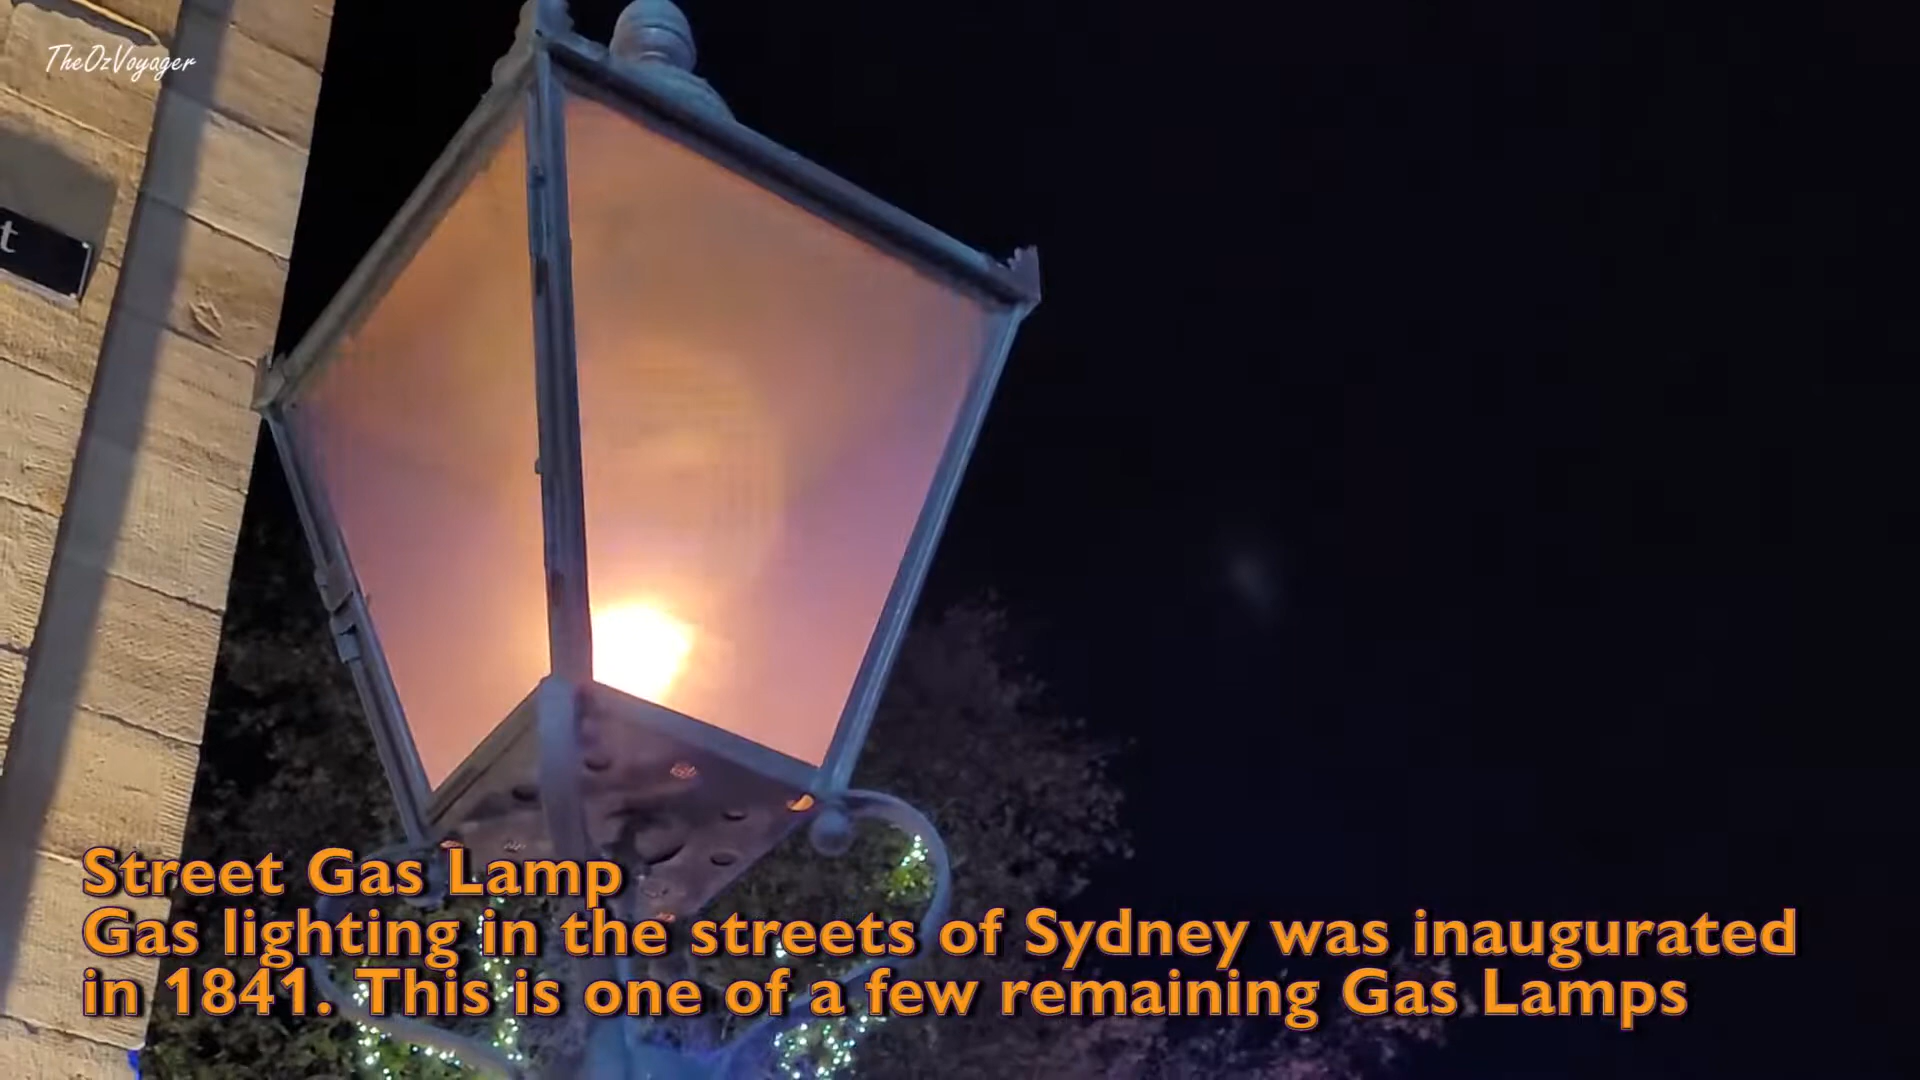 TheOzVoyager
t
Street Gas Lamp
Gas lighting in the streets of Sydney was inaugurated
in 1841. This is one of a few remaining Gas Lamps